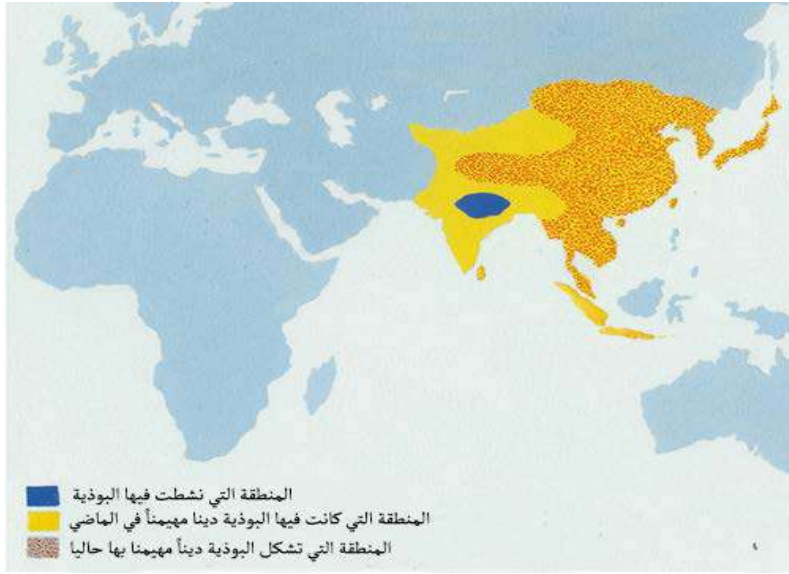 المنطقة التي نشطت فيها البوذية
المنطقة التي كانت فيها البوذية دينا مهيمناً في الماضي
المنطقة التي تشكل البوذية ديناً مهيمنا بها حاليا